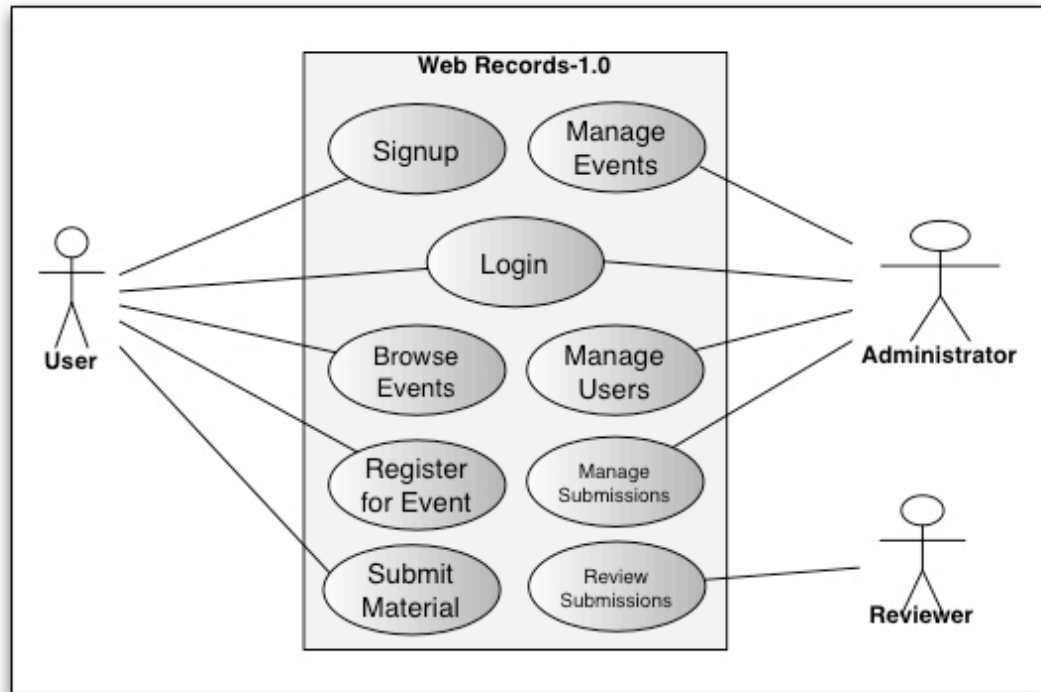 Web Records-1.0
Signup
Manage
Events
Login
User
Administrator
Browse
Events
Manage
Users
Register
for Event
Manage
Submissions
Submit
Material
Review
Submissions
Reviewer